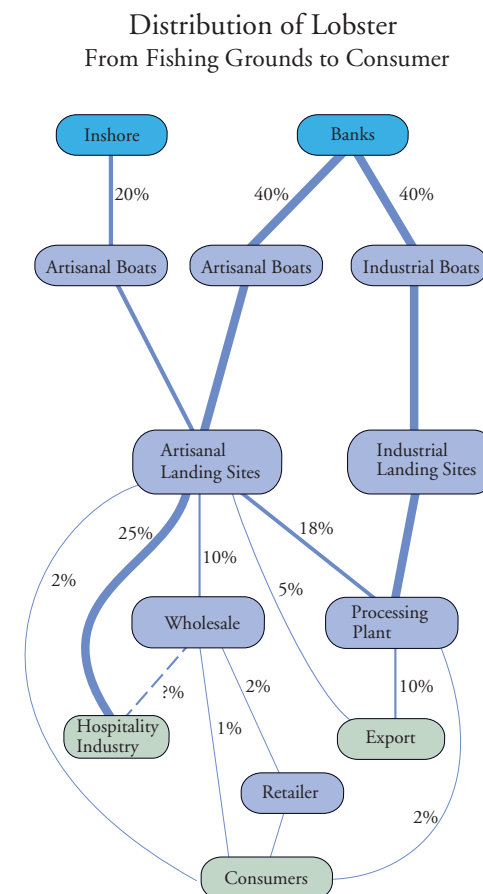 Distribution of Lobster
From Fishing Grounds to Consumer
Inshore
Banks
20%
40%
40%
Artisanal Boats
Artisanal Boats
Industrial Boats
Artisanal
Landing Sites
Industrial
Landing Sites
25%
18%
10%
2%
5%
Wholesale
Processing
Plant
?%
2%
10%
1%
Hospitality
Industry
Export
Retailer
2%
Consumers